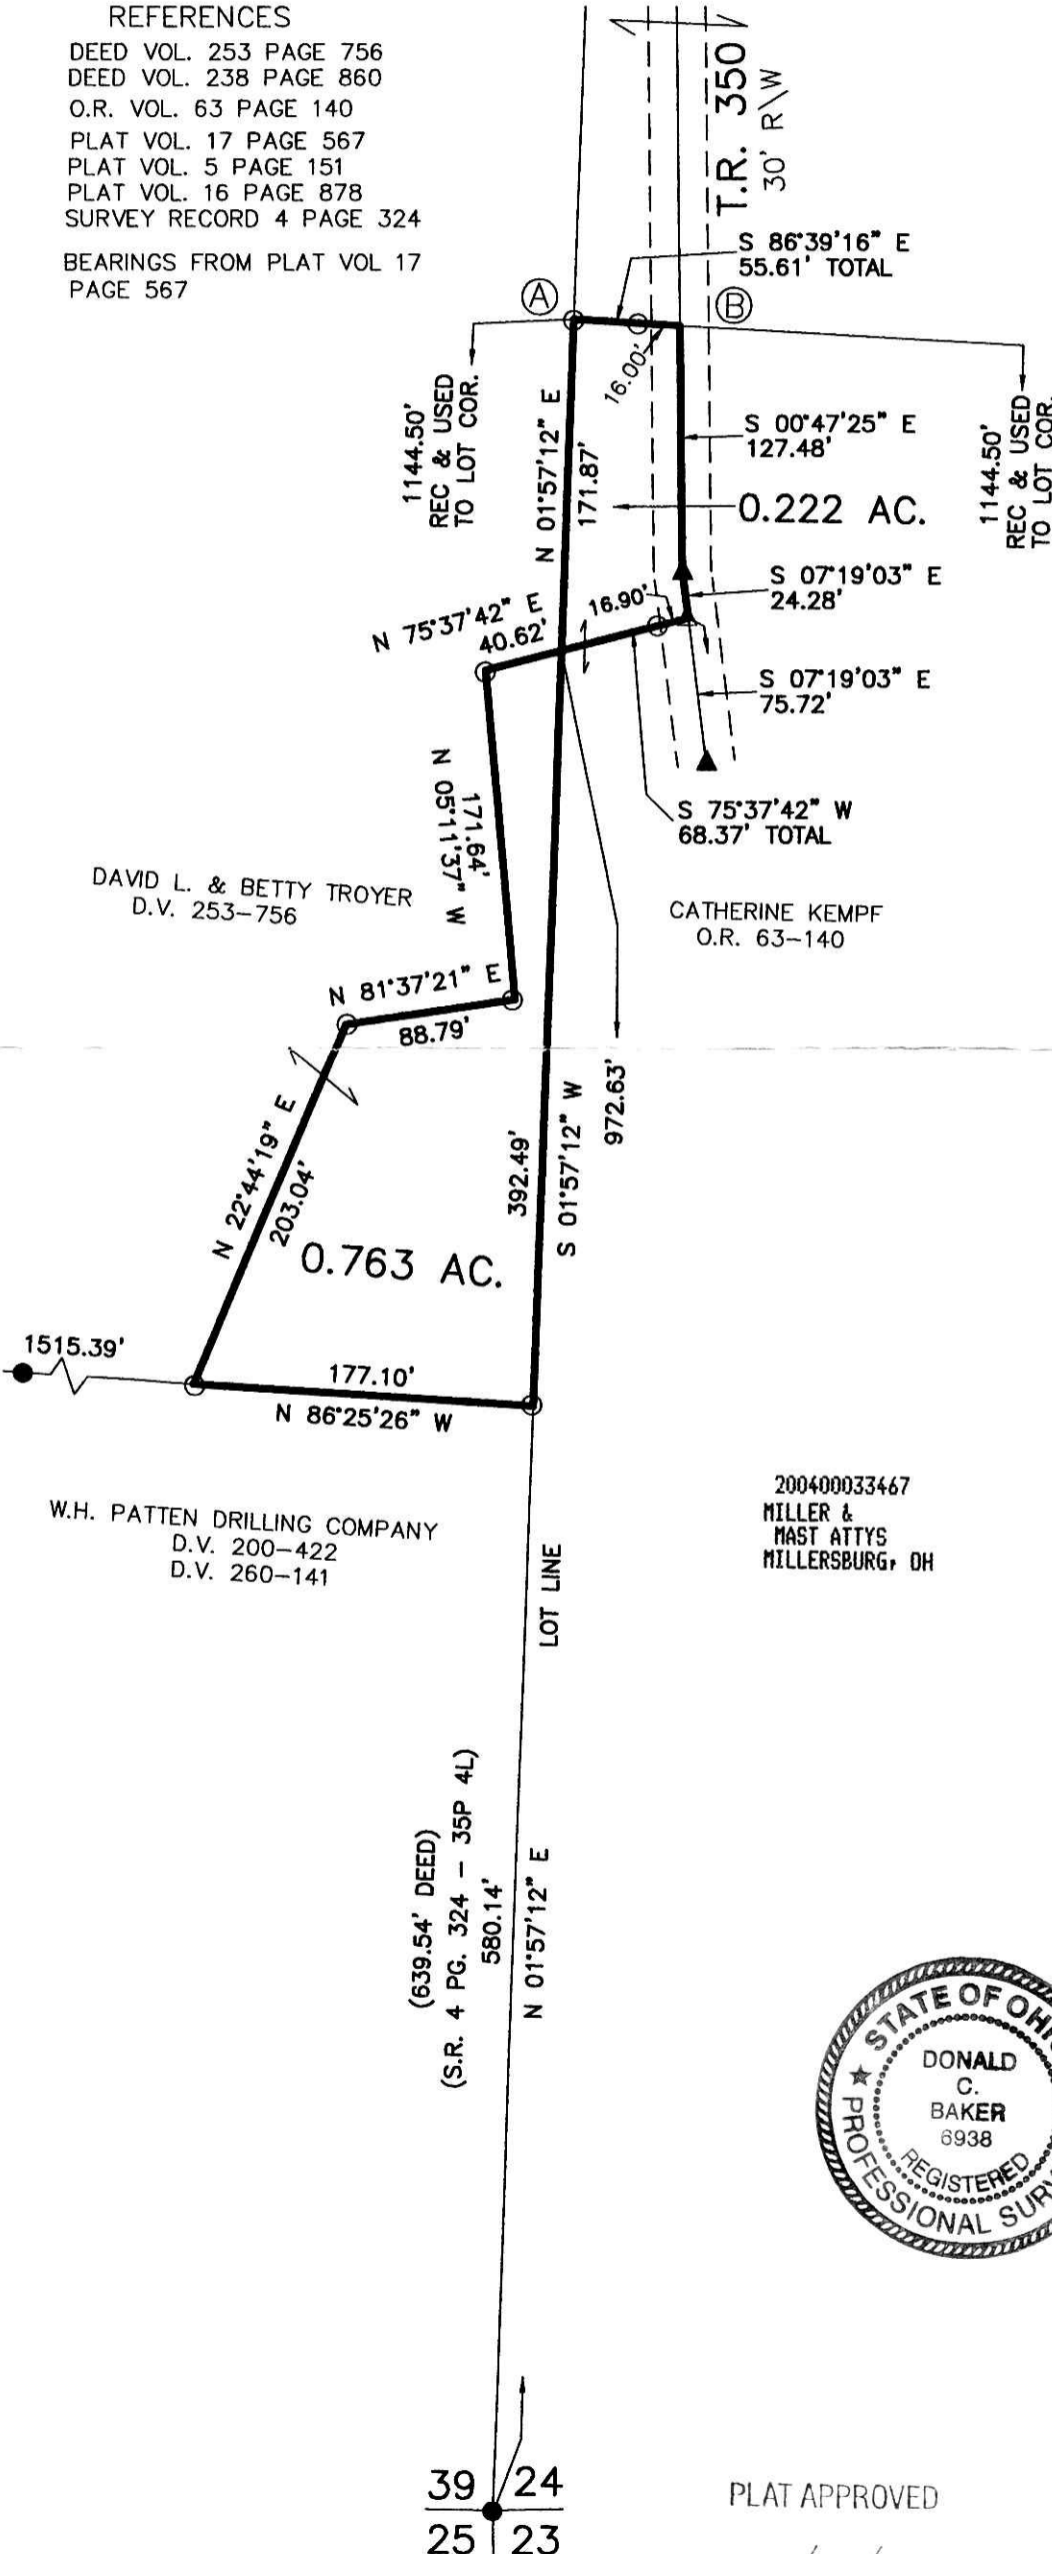 REFERENCES
DEED VOL. 253 PAGE 756
DEED VOL. 238 PAGE 860
O.R. VOL. 63 PAGE 140
PLAT VOL. 17 PAGE 567
PLAT VOL. 5 PAGE 151
PLAT VOL. 16 PAGE 878
SURVEY RECORD 4 PAGE 324
BEARINGS FROM PLAT VOL 17
PAGE 567
T.R. 350
30' R\W
S 86°39'16" E
55.61' TOTAL
A
B
16.00'
1144.50'
REC & USED
TO LOT COR.
N 01°57'12" E
171.87'
S 00°47'25" E
127.48'
0.222 AC.
1144.50'
REC & USED
TO LOT COR.
S 07°19'03" E
24.28'
16.90'
N 75°37'42" E
40.62'
S 07°19'03" E
75.72'
S 75°37'42" W
68.37' TOTAL
171.64'
N 05°11'37" W
DAVID L. & BETTY TROYER
D.V. 253-756
CATHERINE KEMPF
O.R. 63-140
N 81°37'21" E
88.79'
972.63'
392.49'
S 01°57'12" W
N 22°44'19" E
203.04'
0.763 AC.
1515.39'
177.10'
N 86°25'26" W
W.H. PATTEN DRILLING COMPANY
D.V. 200-422
D.V. 260-141
200400033467
MILLER &
MAST ATTYS
MILLERSBURG, OH
LOT LINE
(639.54' DEED)
(S.R. 4 PG. 324 - 35P 4L)
580.14'
N 01°57'12" E
STATE OF OH
DONALD
C.
BAKER
6938
REGISTERED
PROFESSIONAL SURV
39 24
25 23
PLAT APPROVED